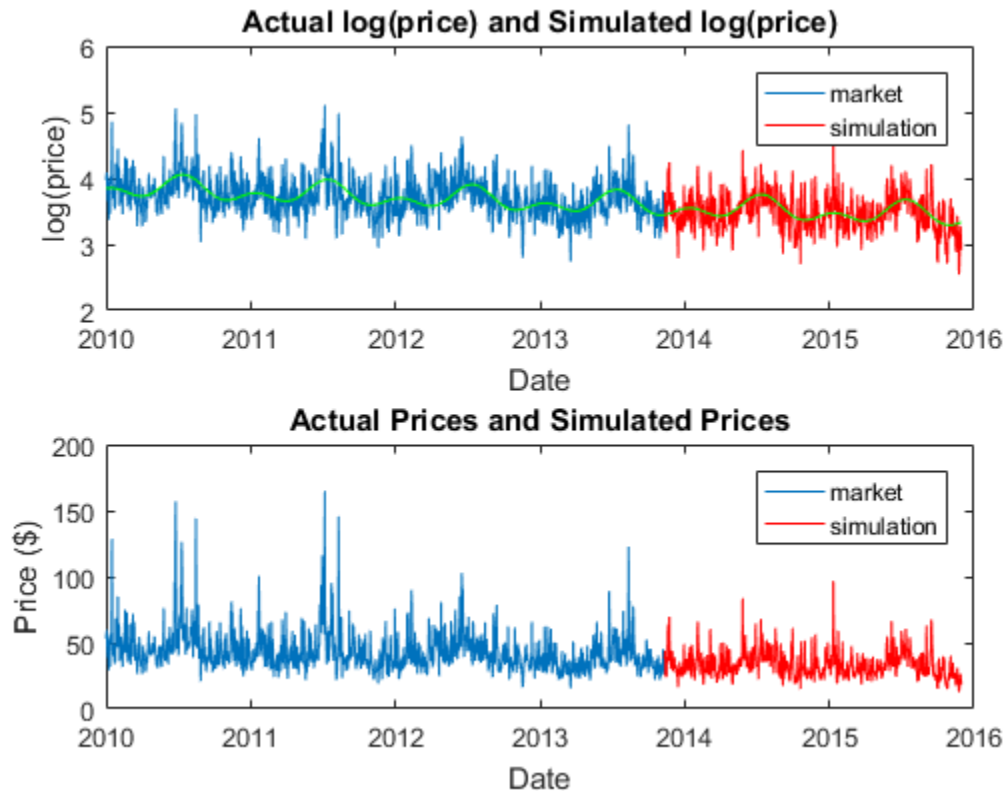 Actual log(price) and Simulated log(price)
6
5
4
3
2
log(price)
market
simulation
2010 2011 2012 2013 2014 2015 2016
Date
Actual Prices and Simulated Prices
200
150
100
50
0
Price ($)
market
simulation
2010 2011 2012 2013 2014 2015 2016
Date